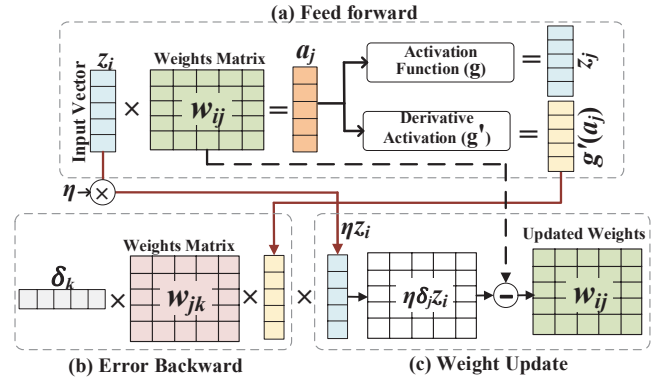 (a) Feed forward
z_i
Weights Matrix
a_j
Input Vector
×
w_ij
=
Activation
Function (g)
=
z_j
Derivative
Activation (g')
=
g'(a_j)
η
×
ηz_i
Weights Matrix
Updated Weights
δ_k
×
w_jk
×
×
ηδ_jz_i
−
w_ij
(b) Error Backward
(c) Weight Update